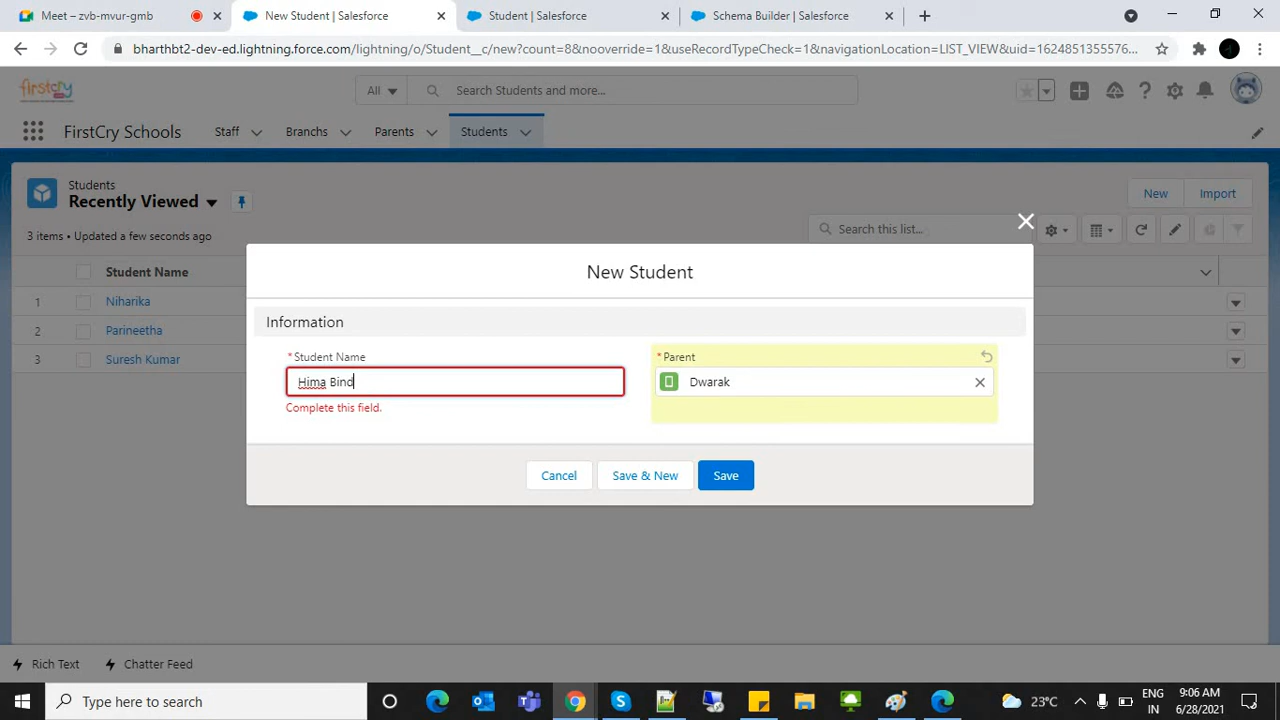 Meet – zvb-mvur-gmb
New Student | Salesforce
Student | Salesforce
Schema Builder | Salesforce
bharthbt2-dev-ed.lightning.force.com/lightning/o/Student__c/new?count=8&nooverride=1&useRecordTypeCheck=1&navigationLocation=LIST_VIEW&uid=1624851355576...
firstcry
All
Search Students and more...
FirstCry Schools
Staff
Branchs
Parents
Students
Students
Recently Viewed
New
Import
3 items • Updated a few seconds ago
Search this list...
Student Name
1
Niharika
2
Parineetha
3
Suresh Kumar
New Student
Information
*Student Name
Hima Bind
Complete this field.
*Parent
Dwarak
Cancel
Save & New
Save
Rich Text
Chatter Feed
Type here to search
23°C
ENG
IN
9:06 AM
6/28/2021